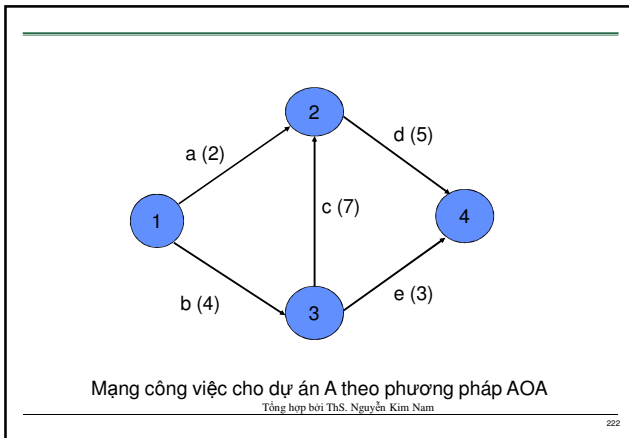 2
a (2)
d (5)
c (7)
1
4
b (4)
3
e (3)
Mạng công việc cho dự án A theo phương pháp AOA
Tổng hợp bởi ThS. Nguyễn Kim Nam
222